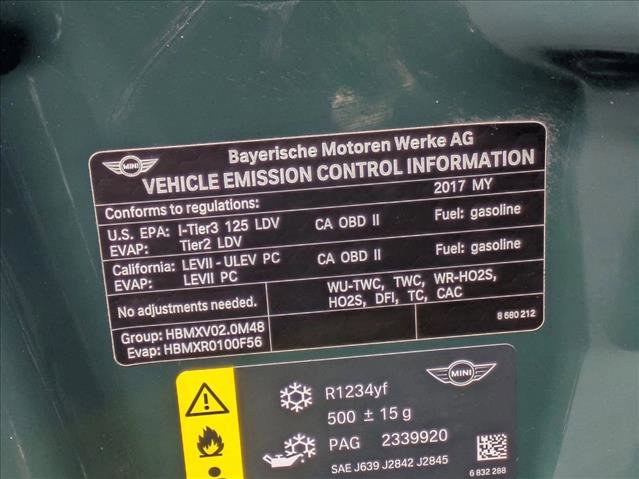 MINI
Bayerische Motoren Werke AG
VEHICLE EMISSION CONTROL INFORMATION
Conforms to regulations: 2017 MY
U.S. EPA: I-Tier3 125 LDV CA OBD II Fuel: gasoline
EVAP: Tier2 LDV
California: LEVII - ULEV PC CA OBD II Fuel: gasoline
EVAP: LEVII PC
No adjustments needed. WU-TWC, TWC, WR-HO2S,
HO2S, DFI, TC, CAC
Group: HBMXV02.0M48 8 680 212
Evap: HBMXR0100F56
MINI
R1234yf
500 ± 15 g
PAG 2339920
SAE J639 J2842 J2845 6 832 288